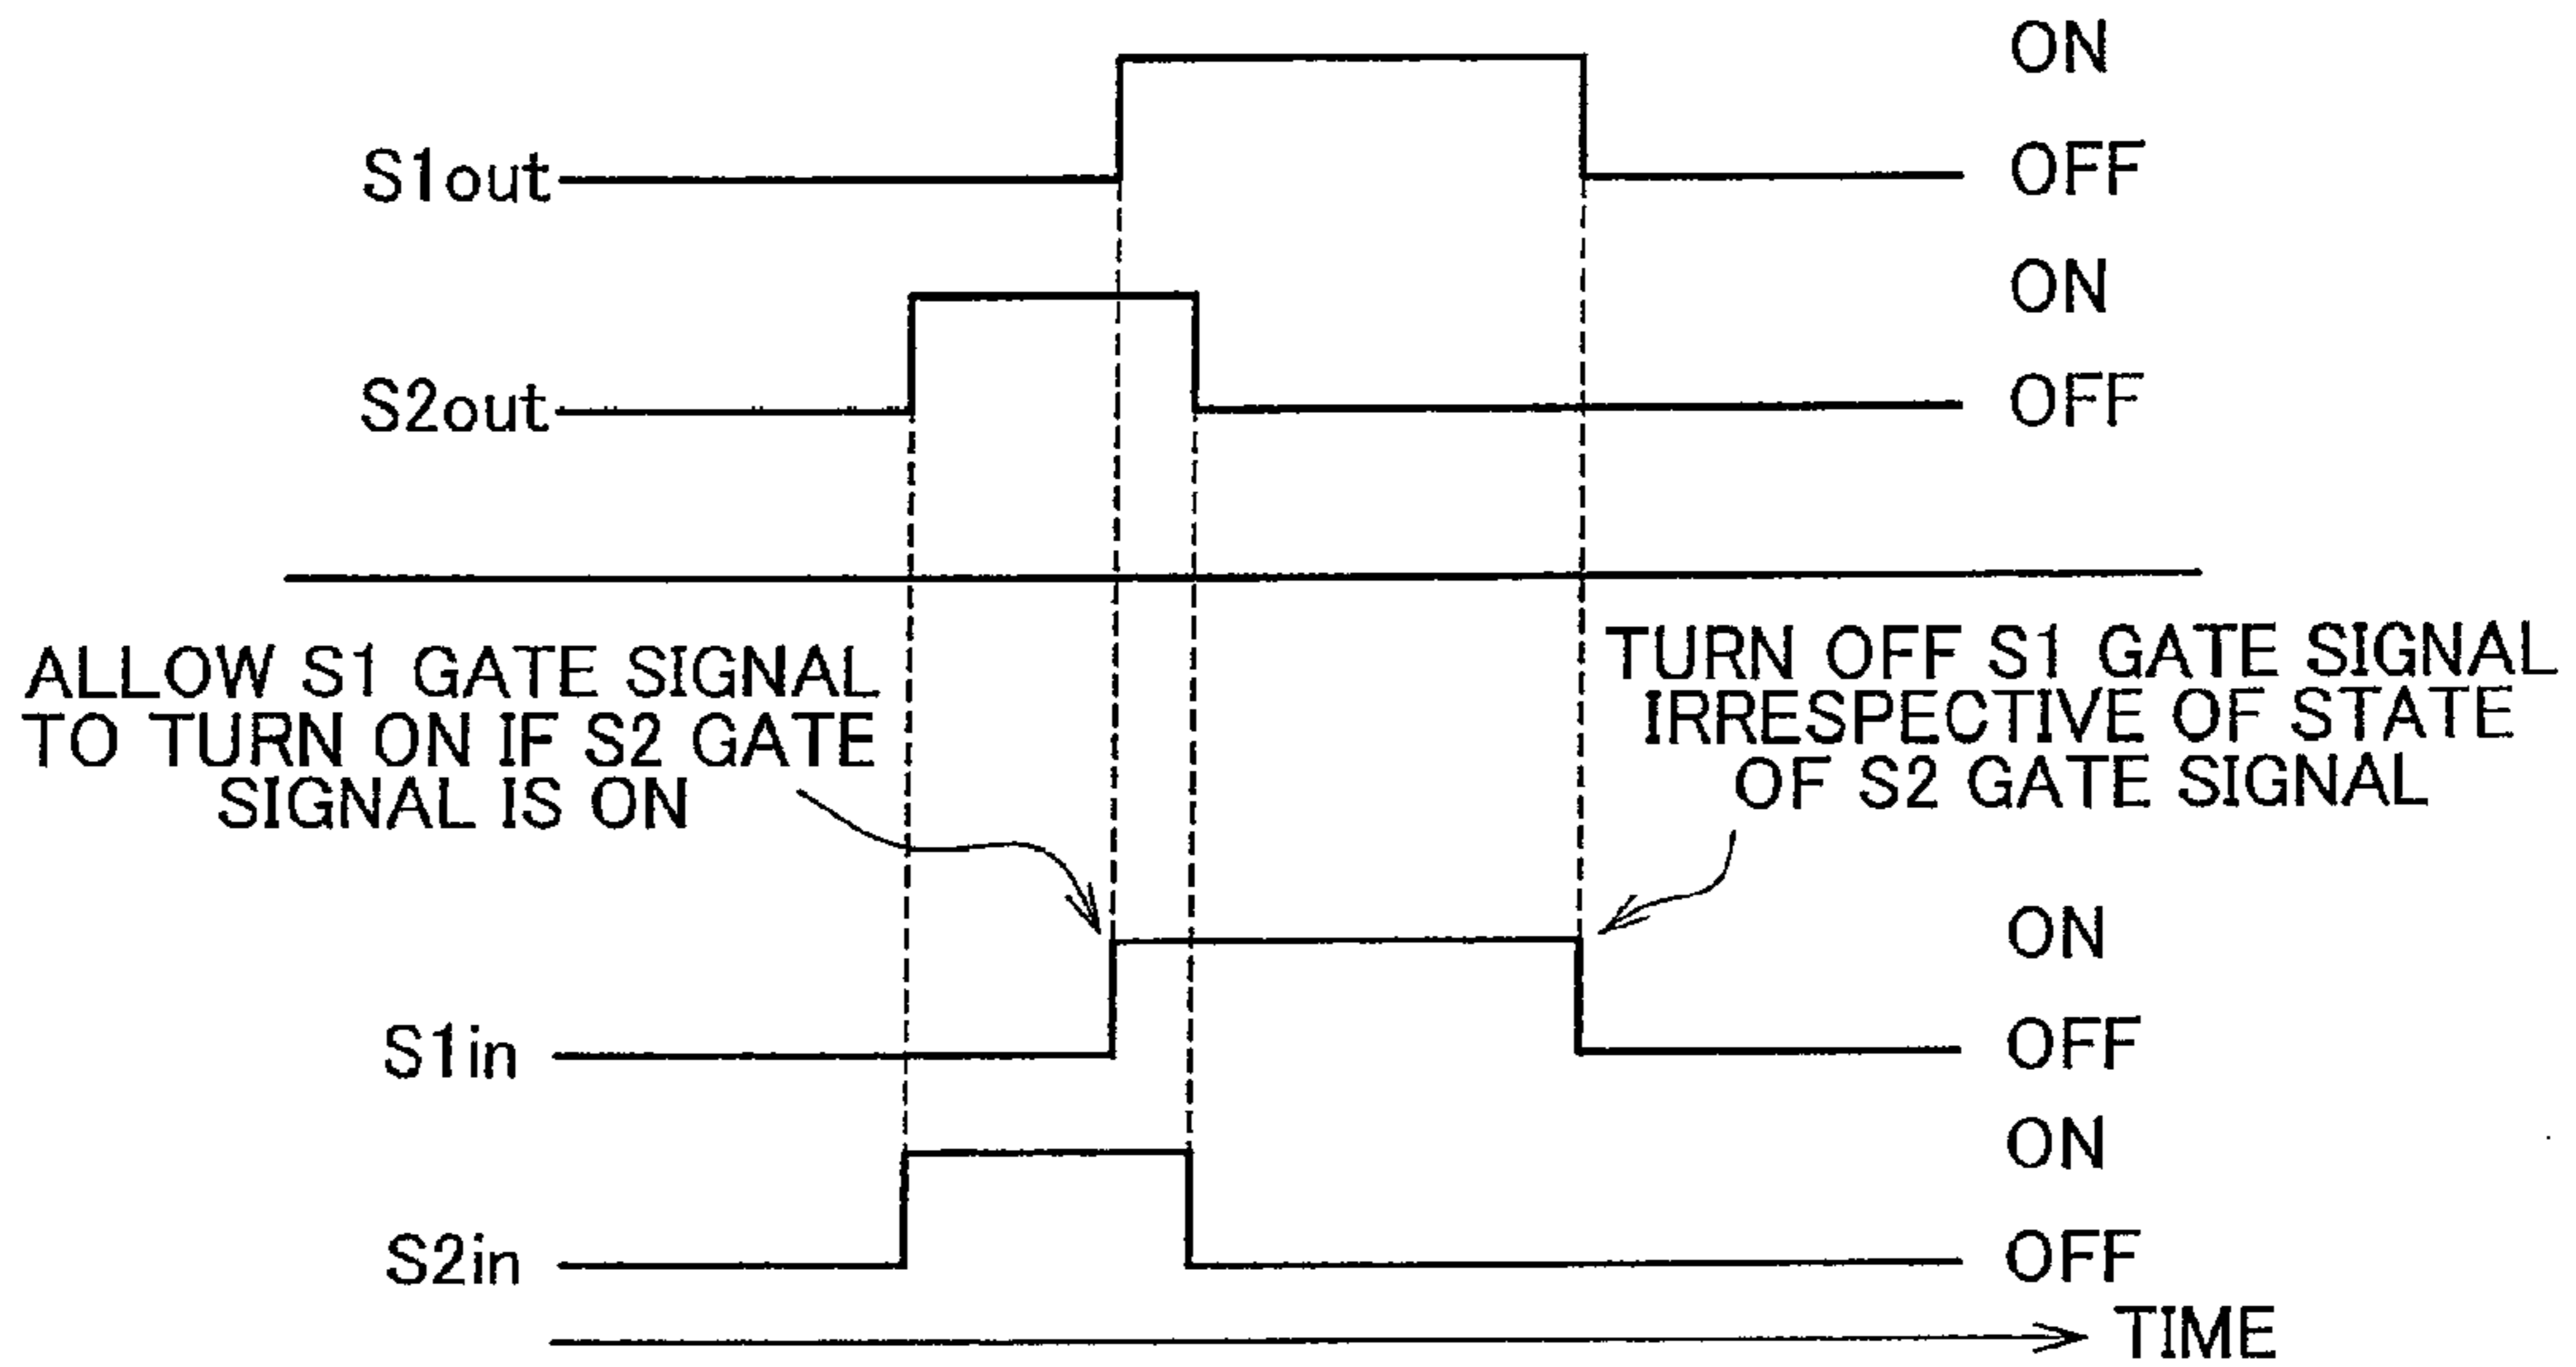 ON
S1out
OFF
ON
S2out
OFF
ALLOW S1 GATE SIGNAL
TO TURN ON IF S2 GATE
SIGNAL IS ON
TURN OFF S1 GATE SIGNAL
IRRESPECTIVE OF STATE
OF S2 GATE SIGNAL
ON
S1in
OFF
ON
S2in
OFF
TIME